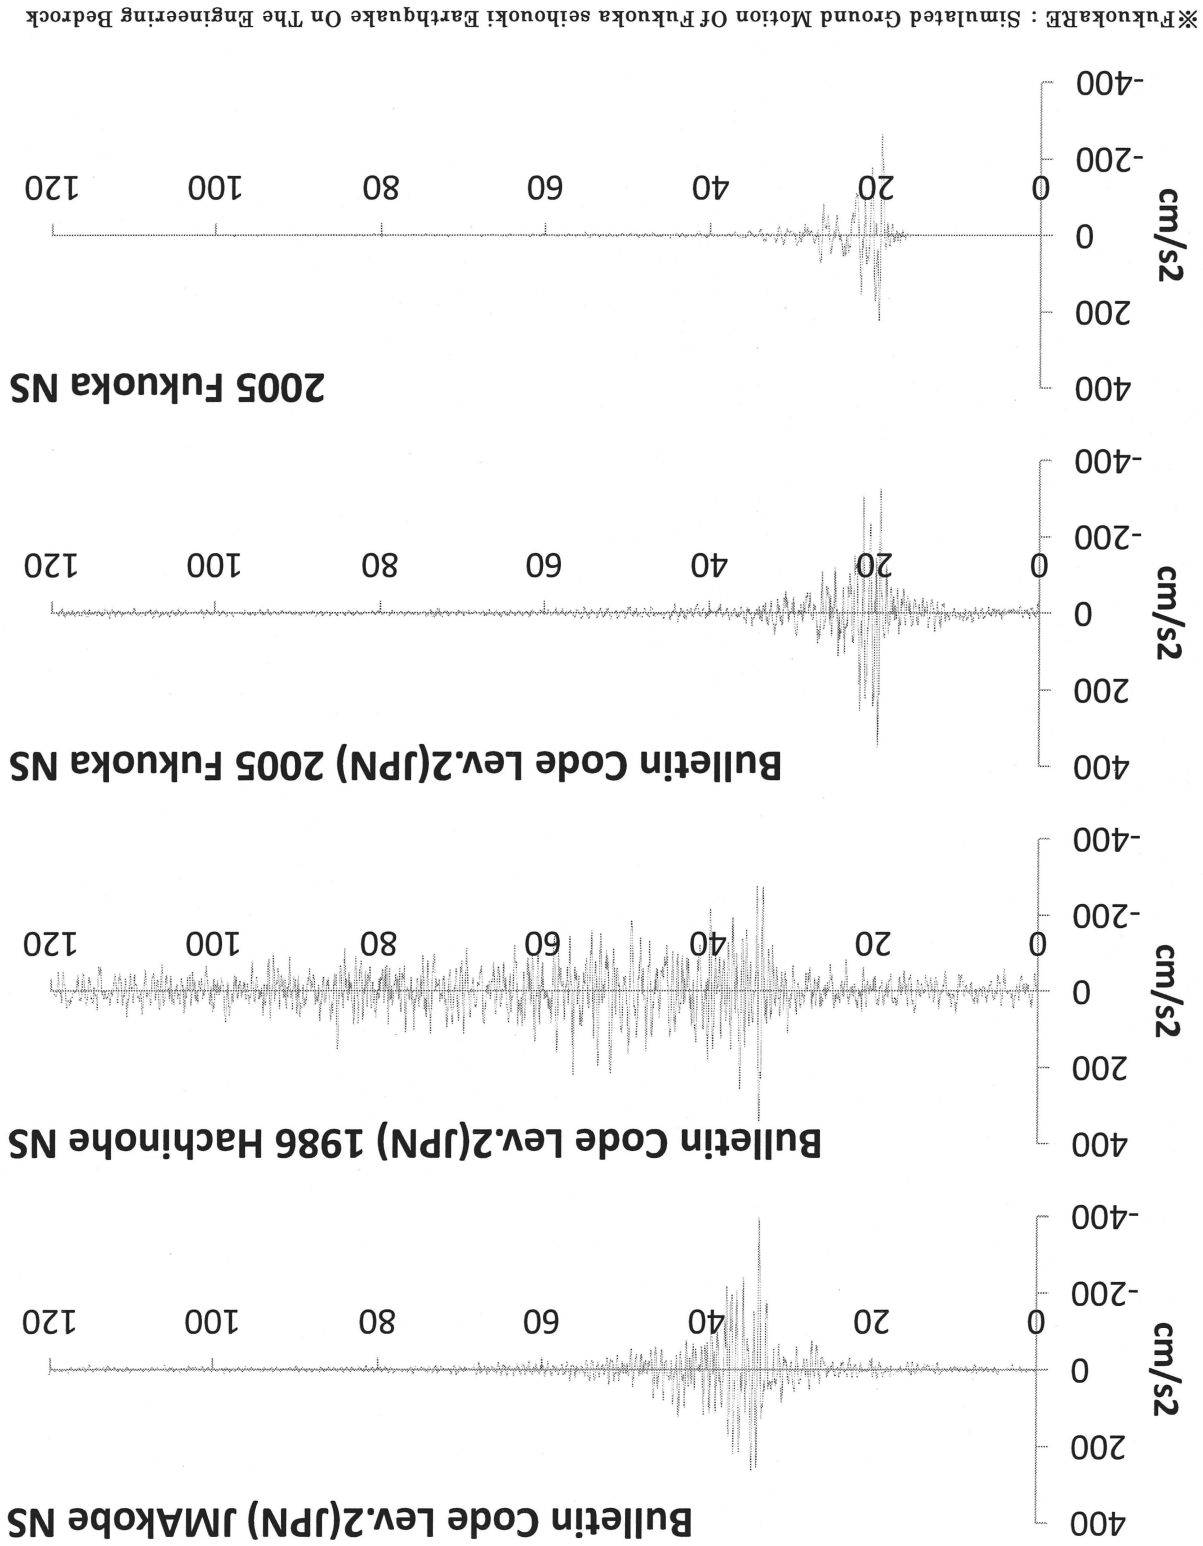 Bulletin Code Lev.2(JPN) JMAkobe NS
cm/s2
400
200
0
-200
-400
0 20 40 60 80 100 120
Bulletin Code Lev.2(JPN) 1986 Hachinohe NS
cm/s2
400
200
0
-200
-400
0 20 40 60 80 100 120
Bulletin Code Lev.2(JPN) 2005 Fukuoka NS
cm/s2
400
200
0
-200
-400
0 20 40 60 80 100 120
2005 Fukuoka NS
cm/s2
400
200
0
-200
-400
0 20 40 60 80 100 120
※FukuokaRE : Simulated Ground Motion Of Fukuoka seihouoki Earthquake On The Engineering Bedrock